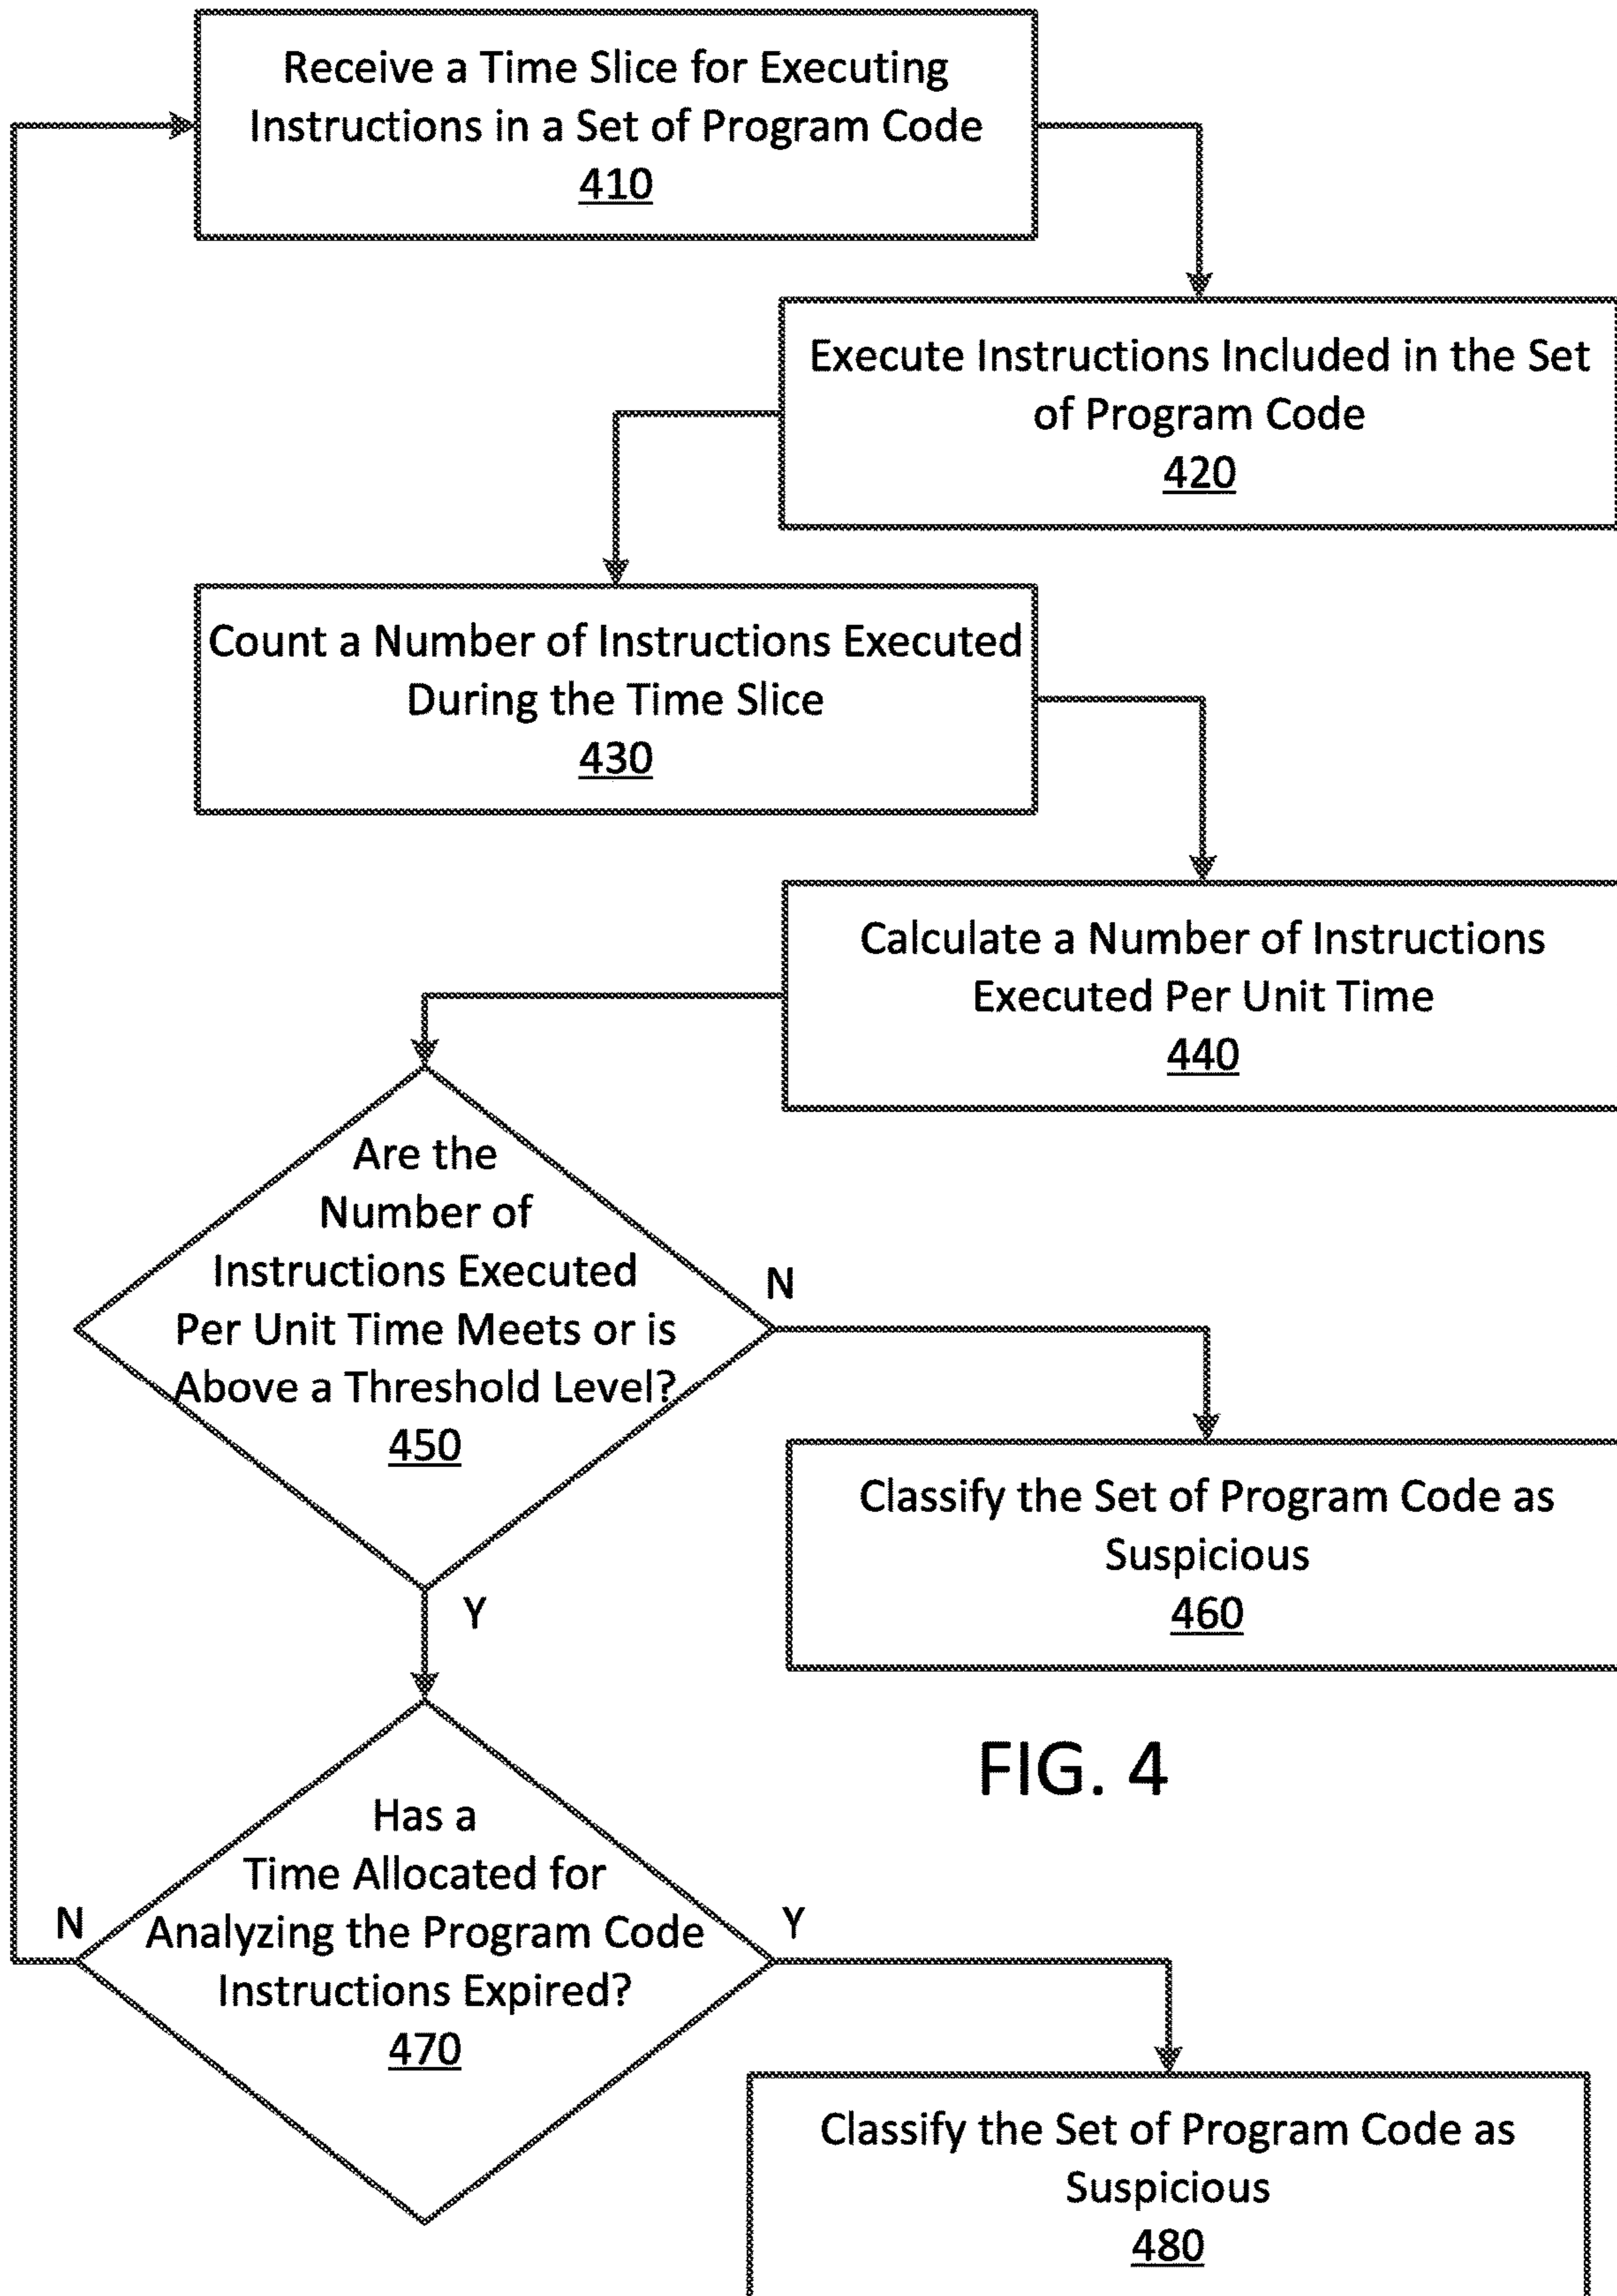 Receive a Time Slice for Executing
Instructions in a Set of Program Code
410
Execute Instructions Included in the Set
of Program Code
420
Count a Number of Instructions Executed
During the Time Slice
430
Calculate a Number of Instructions
Executed Per Unit Time
440
Are the
Number of
Instructions Executed
Per Unit Time Meets or is
Above a Threshold Level?
450
N
Y
Classify the Set of Program Code as
Suspicious
460
FIG. 4
Has a
Time Allocated for
Analyzing the Program Code
Instructions Expired?
470
N
Y
Classify the Set of Program Code as
Suspicious
480